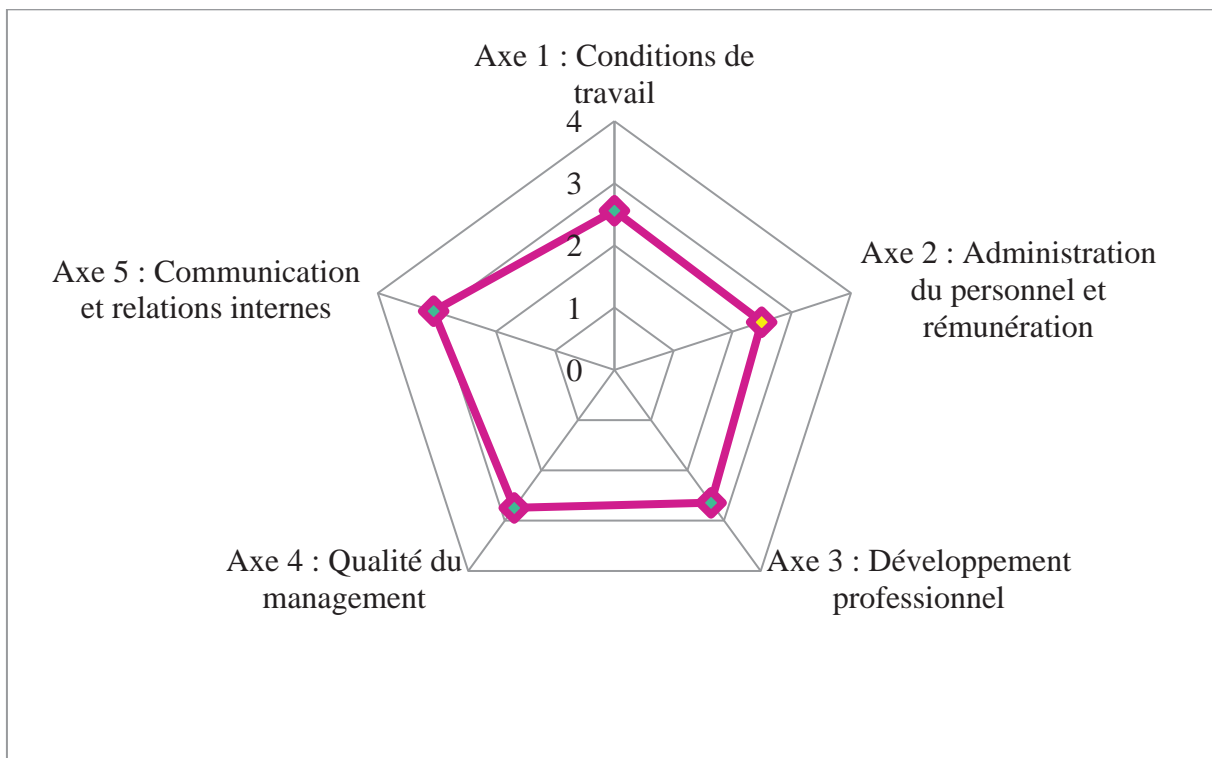 Axe 1 : Conditions de
travail
4
3
2
1
0
Axe 2 : Administration
du personnel et
rémunération
Axe 3 : Développement
professionnel
Axe 4 : Qualité du
management
Axe 5 : Communication
et relations internes